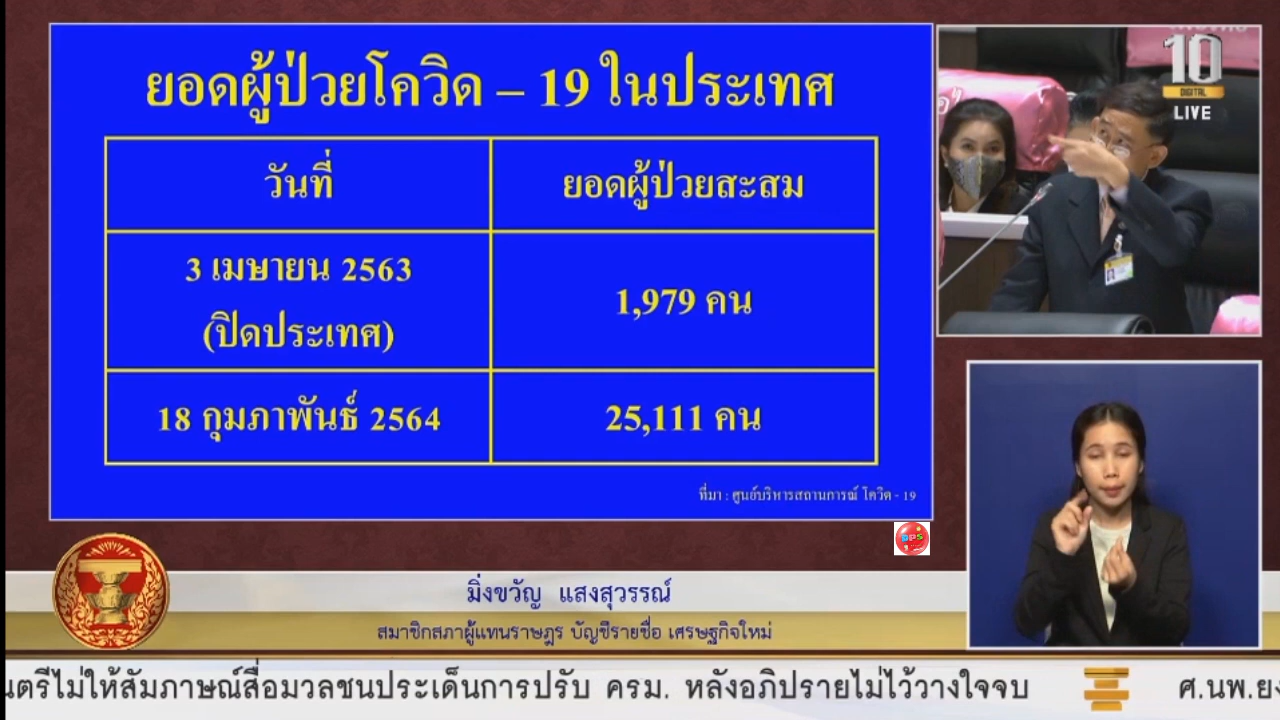 ยอดผู้ป่วยโควิด – 19 ในประเทศ
วันที่
ยอดผู้ป่วยสะสม
3 เมษายน 2563
(ปิดประเทศ)
1,979 คน
18 กุมภาพันธ์ 2564
25,111 คน
ที่มา : ศูนย์บริหารสถานการณ์ โควิด - 19
10
DIGITAL
LIVE
DPS
มิ่งขวัญ แสงสุวรรณ์
สมาชิกสภาผู้แทนราษฎร บัญชีรายชื่อ เศรษฐกิจใหม่
นตรีไม่ให้สัมภาษณ์สื่อมวลชนประเด็นการปรับ ครม. หลังอภิปรายไม่ไว้วางใจจบ
ศ.นพ.ยง